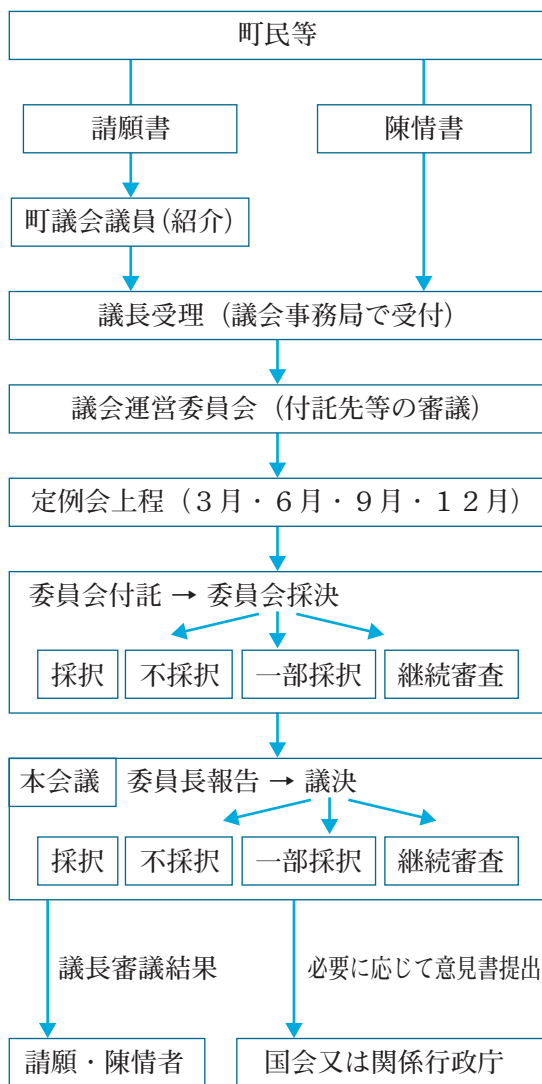 町民等
請願書
陳情書
町議会議員(紹介)
議長受理（議会事務局で受付）
議会運営委員会（付託先等の審議）
定例会上程（３月・６月・９月・１２月）
委員会付託 → 委員会採決
採択 不採択 一部採択 継続審査
本会議 委員長報告 → 議決
採択 不採択 一部採択 継続審査
議長審議結果
必要に応じて意見書提出
請願・陳情者
国会又は関係行政庁